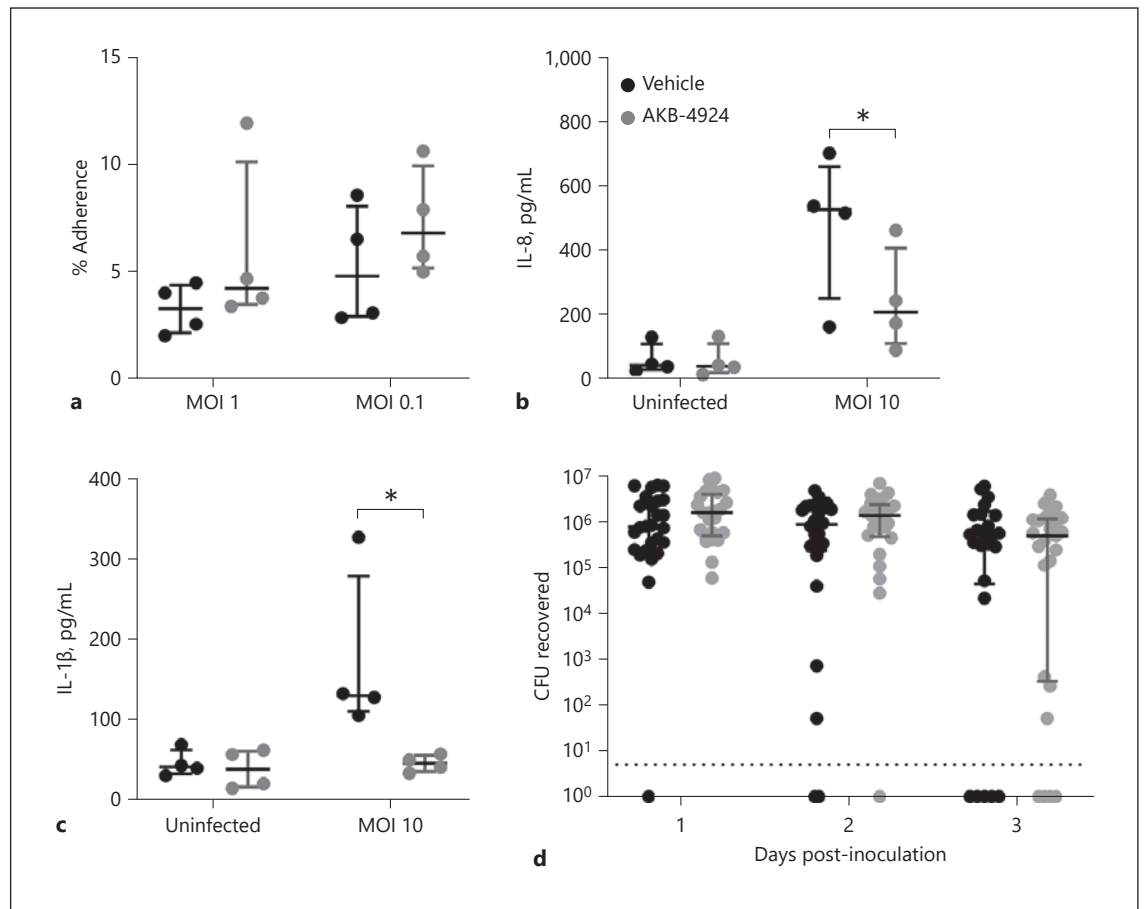 15
10
5
0
% Adherence
MOI 1
MOI 0.1
a
1,000
800
600
400
200
0
IL-8, pg/mL
Vehicle
AKB-4924
*
Uninfected
MOI 10
b
400
300
200
100
0
IL-1β, pg/mL
*
Uninfected
MOI 10
c
10⁷
10⁶
10⁵
10⁴
10³
10²
10¹
10⁰
CFU recovered
1
2
3
Days post-inoculation
d